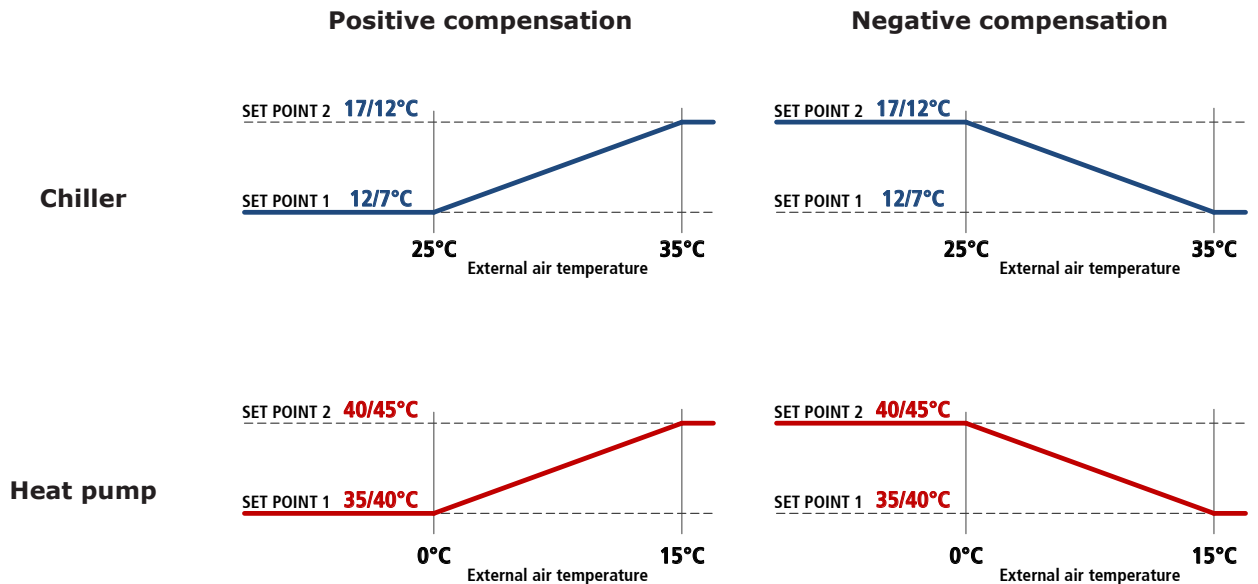 Positive compensation
Negative compensation
Chiller
SET POINT 2 17/12°C
SET POINT 1 12/7°C
25°C
35°C
External air temperature
SET POINT 2 17/12°C
SET POINT 1 12/7°C
25°C
35°C
External air temperature
Heat pump
SET POINT 2 40/45°C
SET POINT 1 35/40°C
0°C
15°C
External air temperature
SET POINT 2 40/45°C
SET POINT 1 35/40°C
0°C
15°C
External air temperature